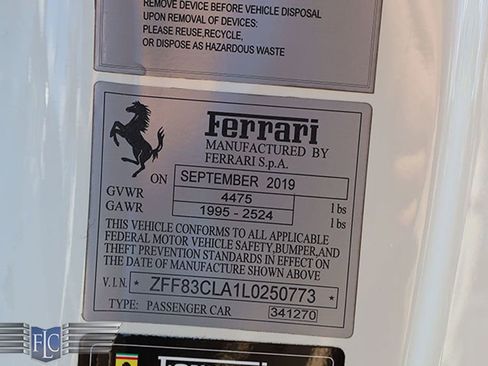 REMOVE DEVICE BEFORE VEHICLE DISPOSAL
UPON REMOVAL OF DEVICES:
PLEASE REUSE,RECYCLE,
OR DISPOSE AS HAZARDOUS WASTE
Ferrari
MANUFACTURED BY
FERRARI S.p.A.
ON SEPTEMBER 2019
GVWR 4475 lbs
GAWR 1995 - 2524 lbs
THIS VEHICLE CONFORMS TO ALL APPLICABLE
FEDERAL MOTOR VEHICLE SAFETY,BUMPER,AND
THEFT PREVENTION STANDARDS IN EFFECT ON
THE DATE OF MANUFACTURE SHOWN ABOVE
V.I.N. * ZFF83CLA1L0250773 *
TYPE: PASSENGER CAR 341270
FLC
Ferrari